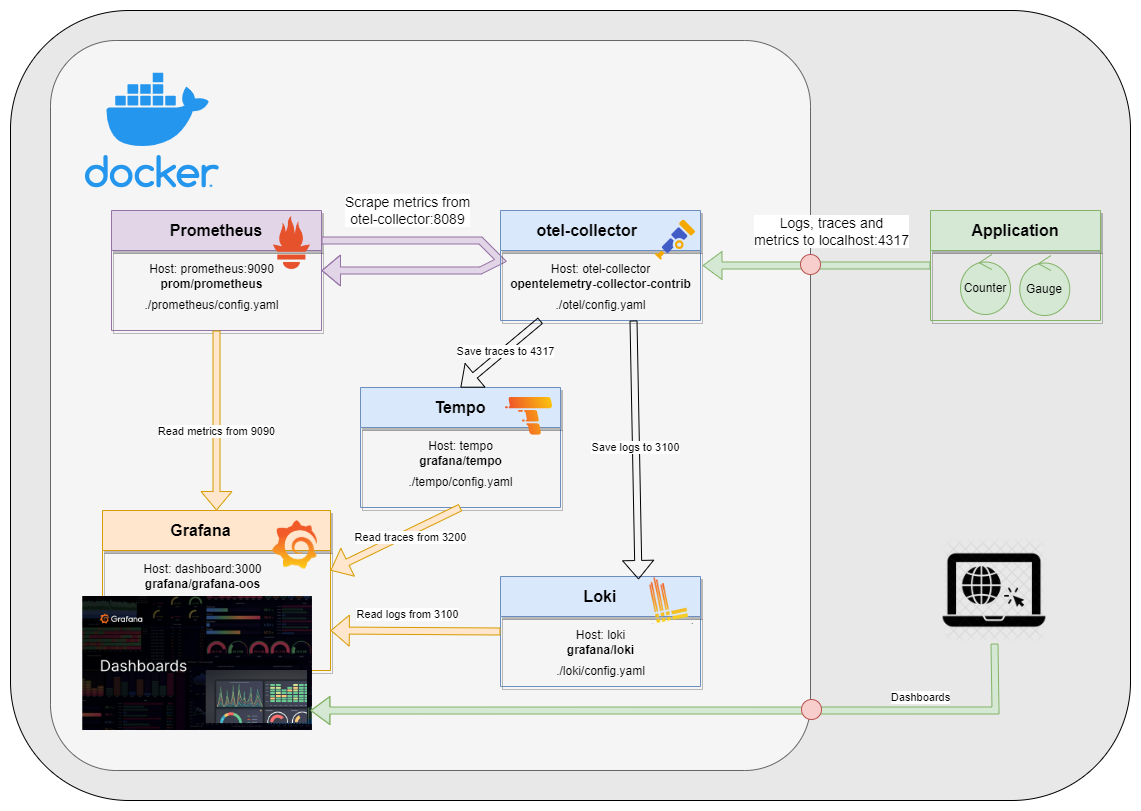 docker
Scrape metrics from
otel-collector:8089
Prometheus
Host: prometheus:9090
prom/prometheus
./prometheus/config.yaml
otel-collector
Host: otel-collector
opentelemetry-collector-contrib
./otel/config.yaml
Logs, traces and
metrics to localhost:4317
Application
Counter
Gauge
Save traces to 4317
Tempo
Host: tempo
grafana/tempo
./tempo/config.yaml
Read metrics from 9090
Save logs to 3100
Grafana
Host: dashboard:3000
grafana/grafana-oos
Read traces from 3200
Read logs from 3100
Loki
Host: loki
grafana/loki
./loki/config.yaml
Grafana
Dashboards
Dashboards